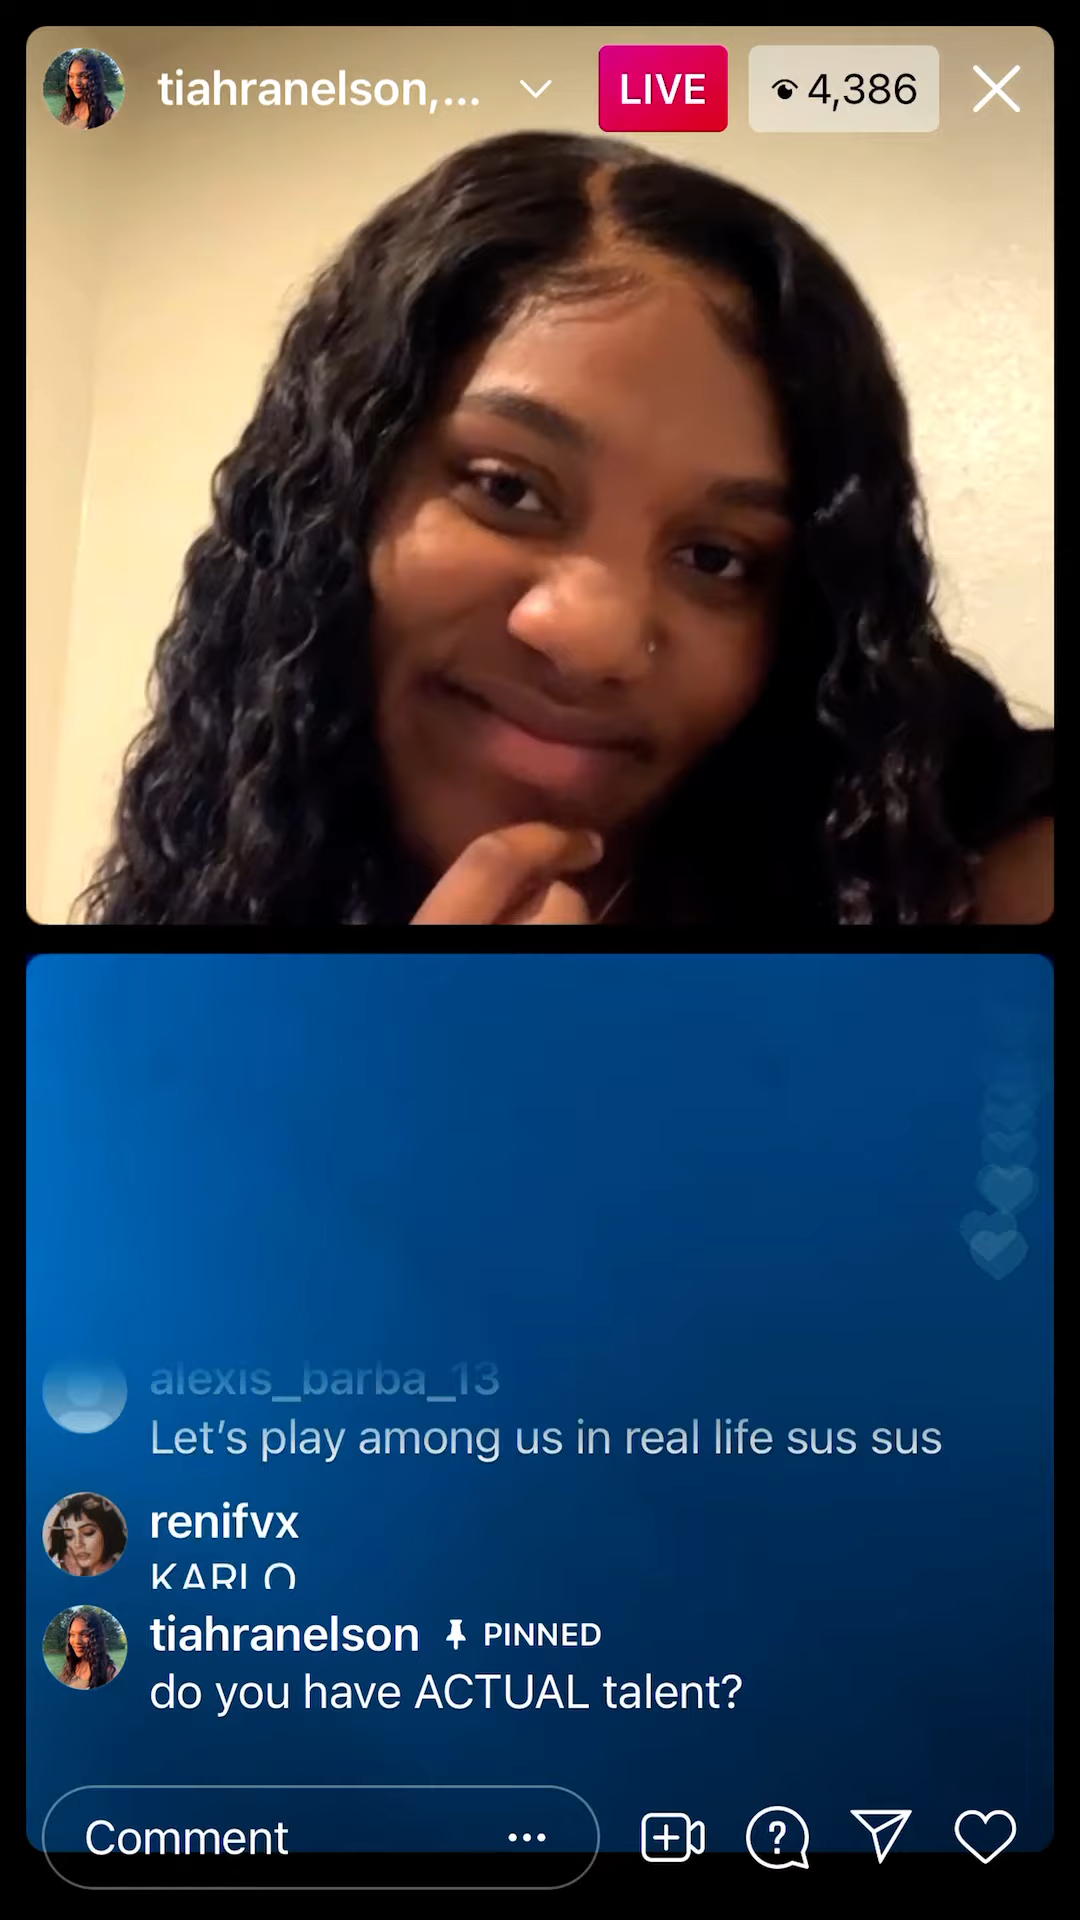 tiahranelson,...
LIVE
4,386
alexis_barba_13
Let's play among us in real life sus sus
renifvx
KARLO
tiahranelson PINNED
do you have ACTUAL talent?
Comment